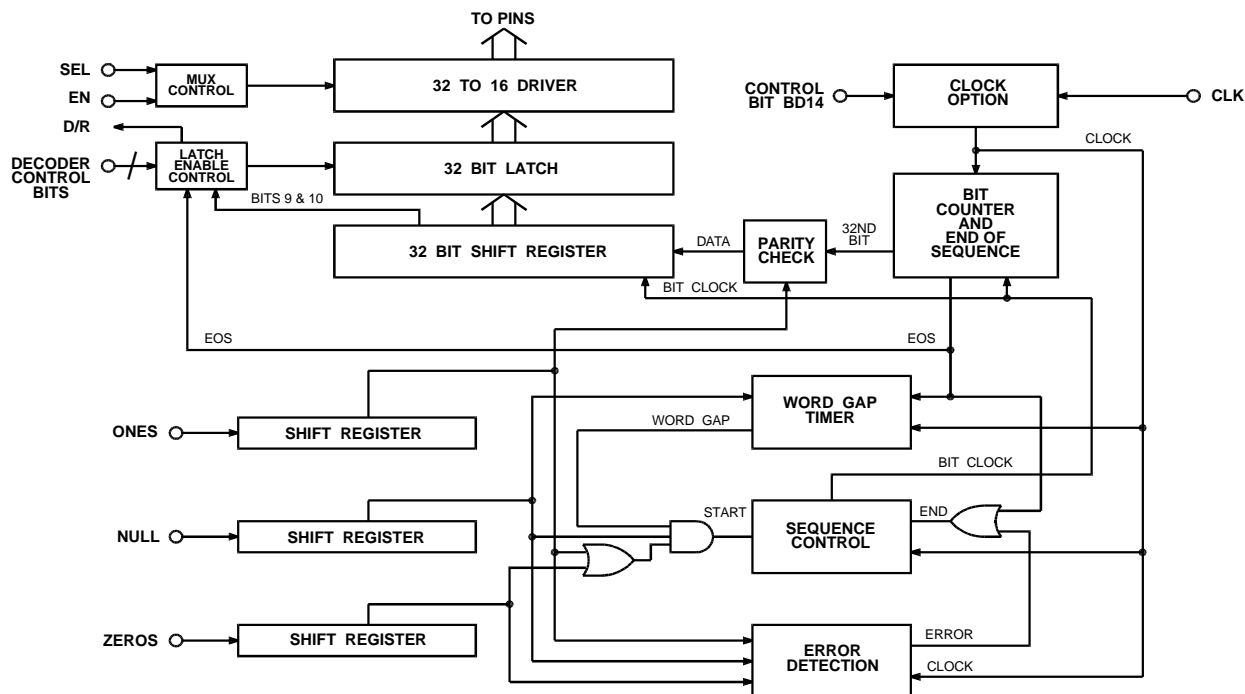 TO PINS
SEL
EN
MUX
CONTROL
32 TO 16 DRIVER
CONTROL
BIT BD14
CLOCK
OPTION
CLK
D/R
CLOCK
DECODER
CONTROL
BITS
LATCH
ENABLE
CONTROL
32 BIT LATCH
BITS 9 & 10
BIT
COUNTER
AND
END OF
SEQUENCE
32 BIT SHIFT REGISTER
DATA
PARITY
CHECK
32ND
BIT
BIT CLOCK
EOS
EOS
WORD GAP
TIMER
ONES
SHIFT REGISTER
WORD GAP
BIT CLOCK
START
SEQUENCE
CONTROL
END
NULL
SHIFT REGISTER
ZEROS
SHIFT REGISTER
ERROR
DETECTION
ERROR
CLOCK